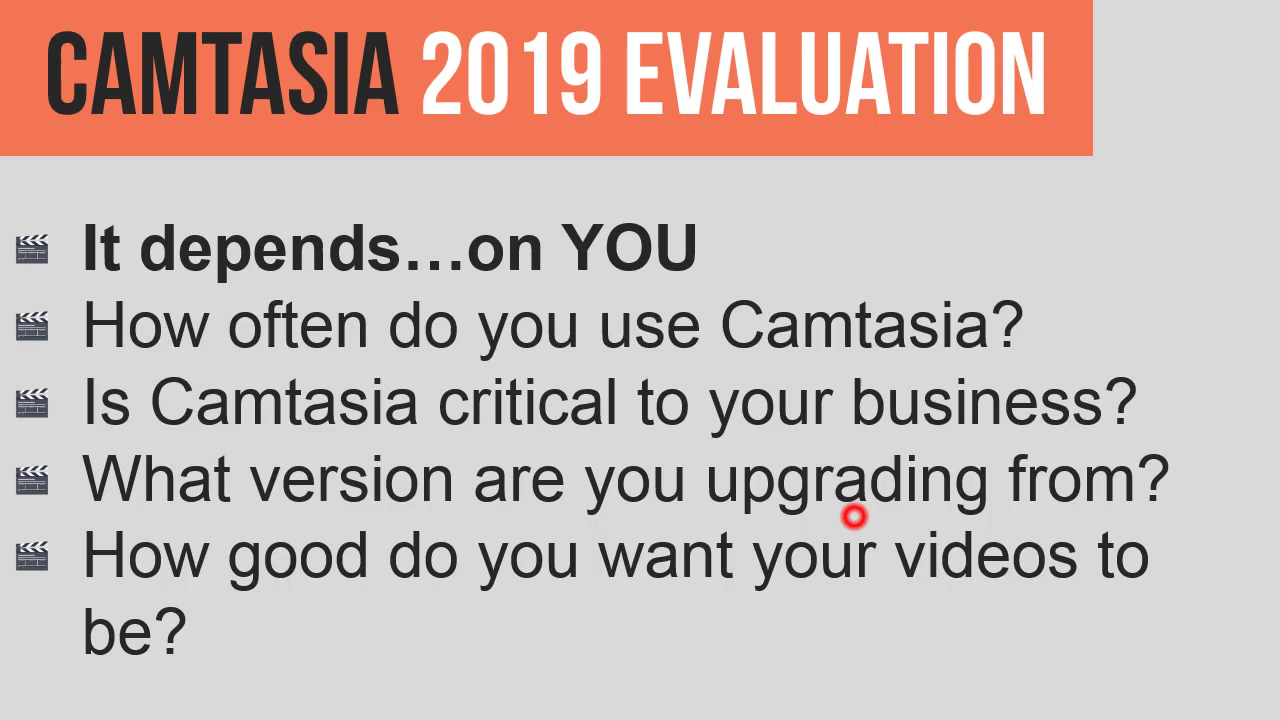 CAMTASIA 2019 EVALUATION
It depends...on YOU
How often do you use Camtasia?
Is Camtasia critical to your business?
What version are you upgrading from?
How good do you want your videos to
be?